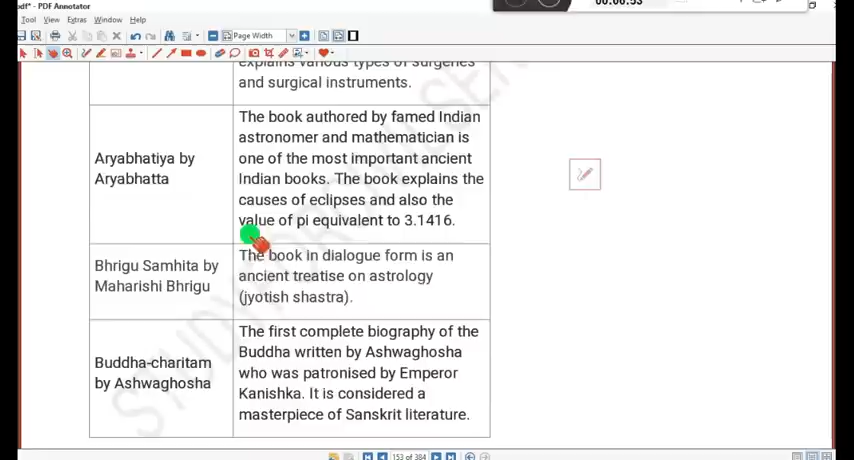 00:06:53
pdf* - PDF Annotator
Tool View Extras Window Help
Page Width
explains various types of surgeries
and surgical instruments.
Aryabhatiya by
Aryabhatta
The book authored by famed Indian
astronomer and mathematician is
one of the most important ancient
Indian books. The book explains the
causes of eclipses and also the
value of pi equivalent to 3.1416.
Bhrigu Samhita by
Maharishi Bhrigu
The book in dialogue form is an
ancient treatise on astrology
(jyotish shastra).
Buddha-charitam
by Ashwaghosha
The first complete biography of the
Buddha written by Ashwaghosha
who was patronised by Emperor
Kanishka. It is considered a
masterpiece of Sanskrit literature.
153 of 384